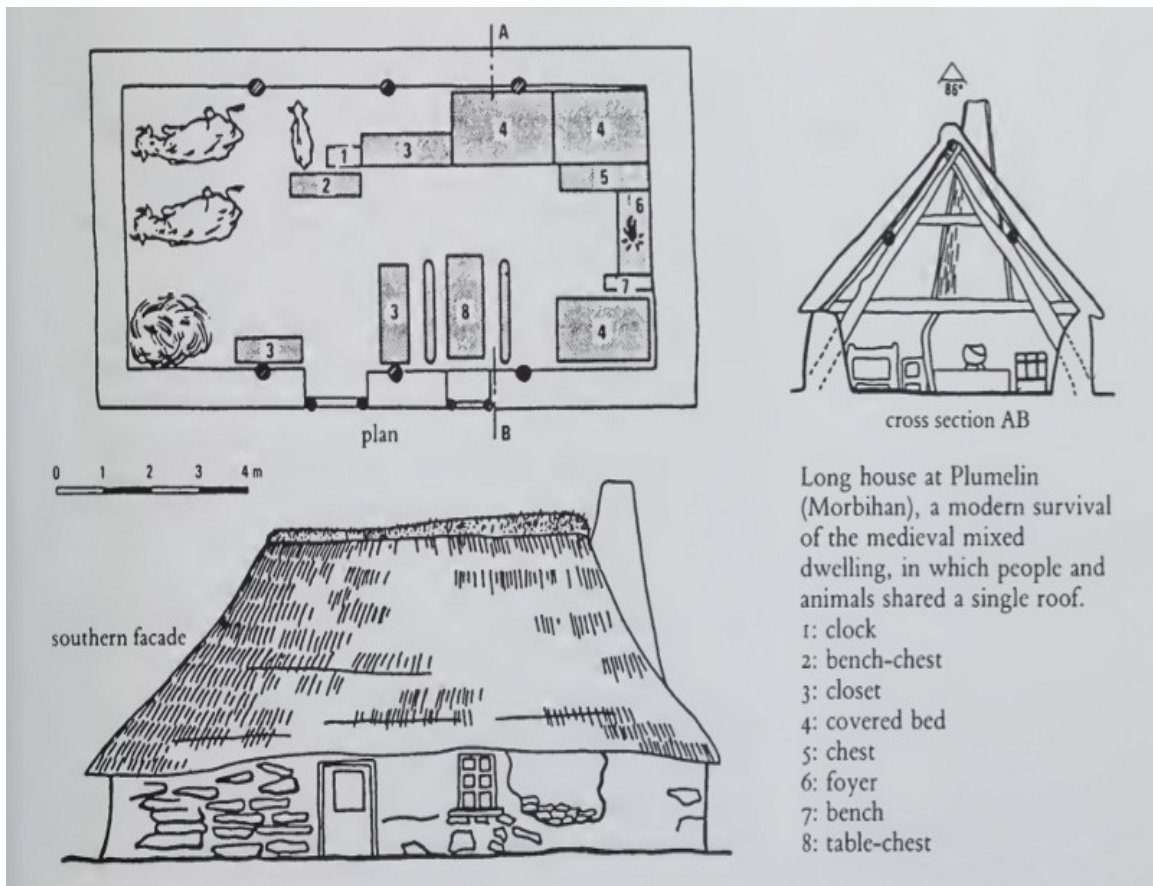 A
4
4
1
3
5
2
6
7
3
8
4
3
plan
B
86°
cross section AB
0 1 2 3 4 m
southern facade
Long house at Plumelin
(Morbihan), a modern survival
of the medieval mixed
dwelling, in which people and
animals shared a single roof.
1: clock
2: bench-chest
3: closet
4: covered bed
5: chest
6: foyer
7: bench
8: table-chest